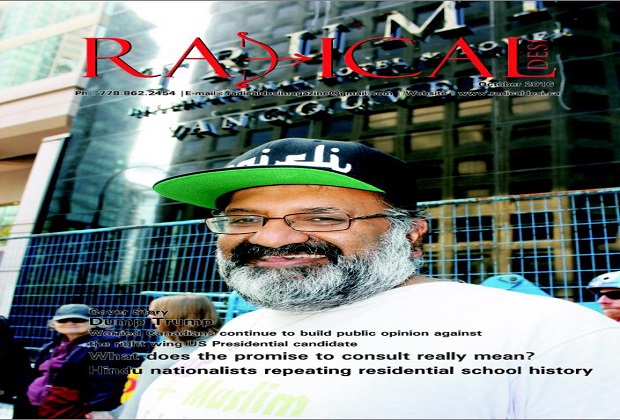 RADICAL
DESI
October 2016
Ph : 778.862.2454 | E-mail : radicaldesimagazine@gmail.com | Website : www.radicaldesi.com
VANCOUVER
Cover Story
Dump Trump
Worried Canadians continue to build public opinion against
the right wing US Presidential candidate
What does the promise to consult really mean?
Hindu nationalists repeating residential school history
+ Muslim